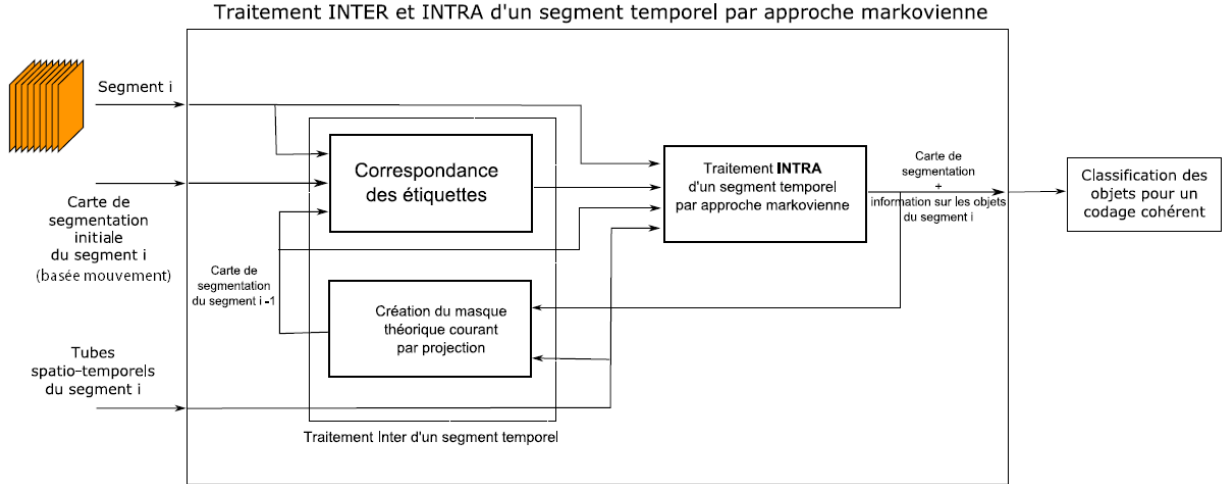 Traitement INTER et INTRA d'un segment temporel par approche markovienne
Segment i
Carte de
segmentation
initiale
du segment i
(basée mouvement)
Tubes
spatio-temporels
du segment i
Correspondance
des étiquettes
Carte de
segmentation
du segment i -1
Création du masque
théorique courant
par projection
Traitement Inter d'un segment temporel
Traitement INTRA
d'un segment temporel
par approche markovienne
Carte de
segmentation
+
information sur les objets
du segment i
Classification des
objets pour un
codage cohérent